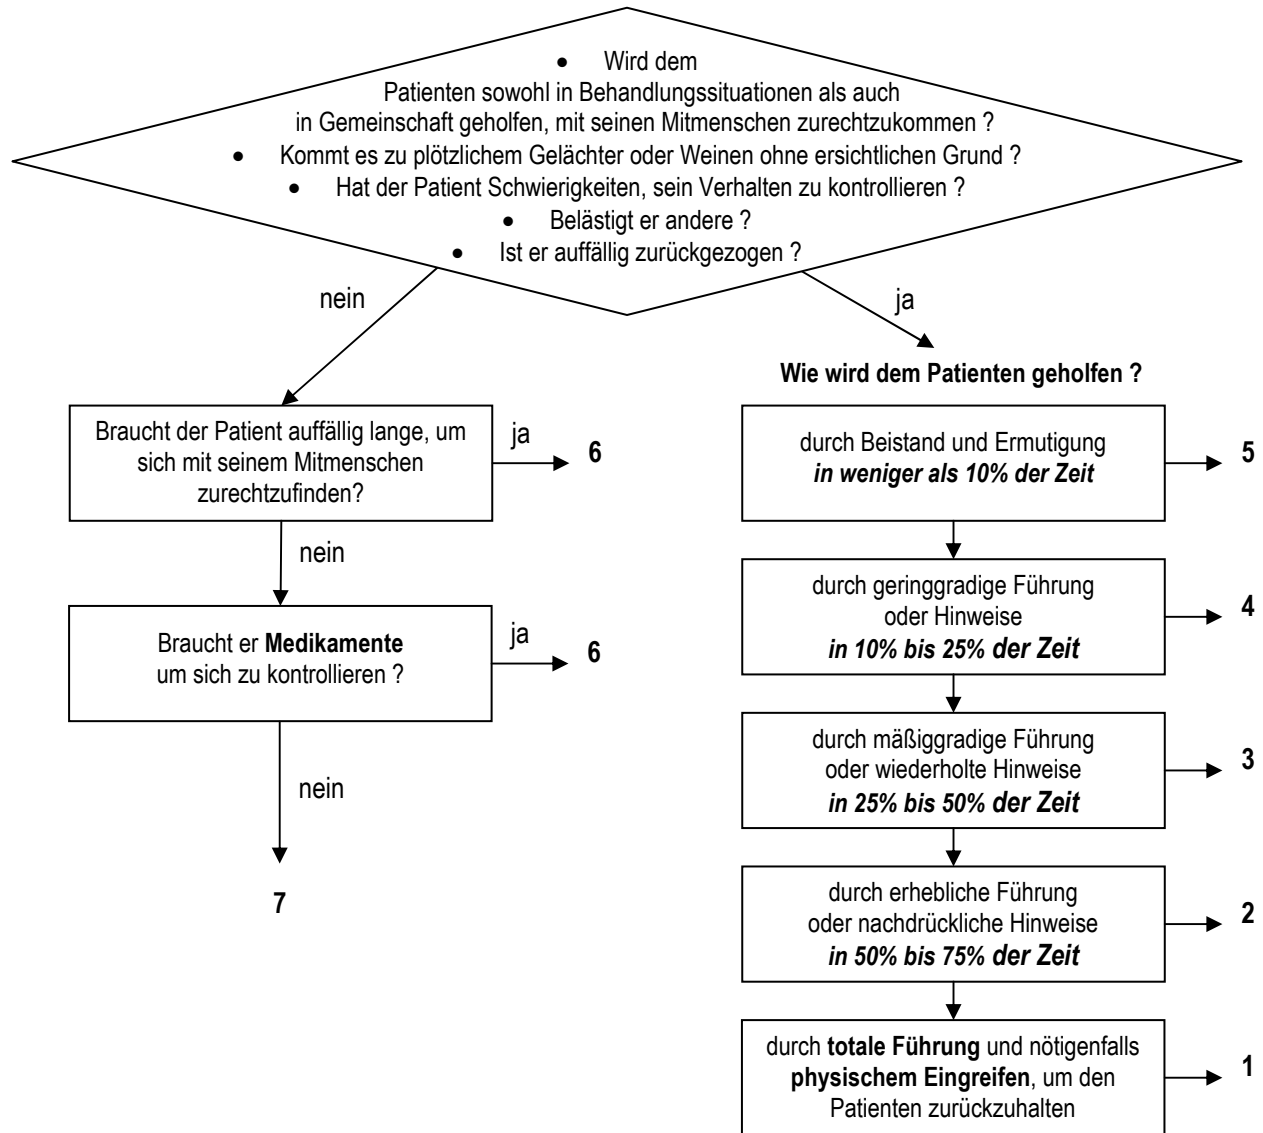 • Wird dem
Patienten sowohl in Behandlungssituationen als auch
in Gemeinschaft geholfen, mit seinen Mitmenschen zurechtzukommen ?
• Kommt es zu plötzlichem Gelächter oder Weinen ohne ersichtlichen Grund ?
• Hat der Patient Schwierigkeiten, sein Verhalten zu kontrollieren ?
• Belästigt er andere ?
• Ist er auffällig zurückgezogen ?
nein
ja
Wie wird dem Patienten geholfen ?
Braucht der Patient auffällig lange, um
sich mit seinem Mitmenschen
zurechtzufinden?
ja
6
nein
Braucht er Medikamente
um sich zu kontrollieren ?
ja
6
nein
7
durch Beistand und Ermutigung
in weniger als 10% der Zeit
5
durch geringgradige Führung
oder Hinweise
in 10% bis 25% der Zeit
4
durch mäßiggradige Führung
oder wiederholte Hinweise
in 25% bis 50% der Zeit
3
durch erhebliche Führung
oder nachdrückliche Hinweise
in 50% bis 75% der Zeit
2
durch totale Führung und nötigenfalls
physischem Eingreifen, um den
Patienten zurückzuhalten
1